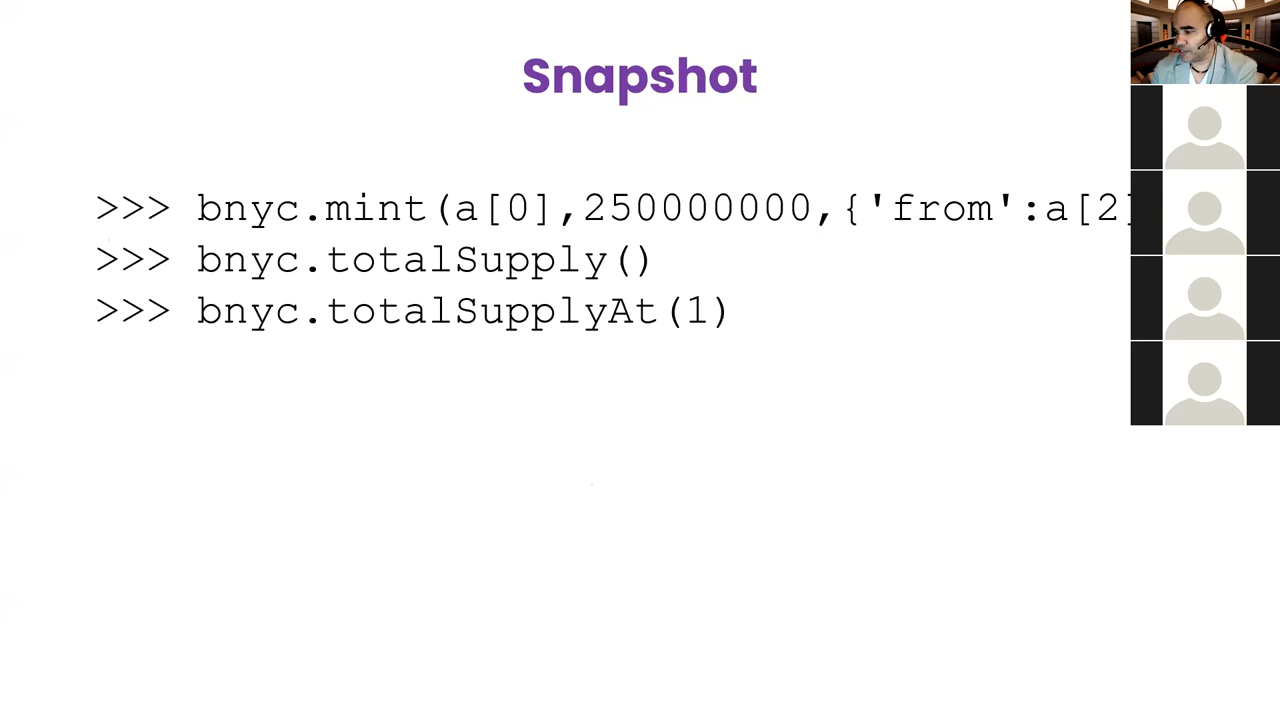 Snapshot
>>> bnyc.mint(a[0],250000000,{'from':a[2]
>>> bnyc.totalSupply()
>>> bnyc.totalSupplyAt(1)